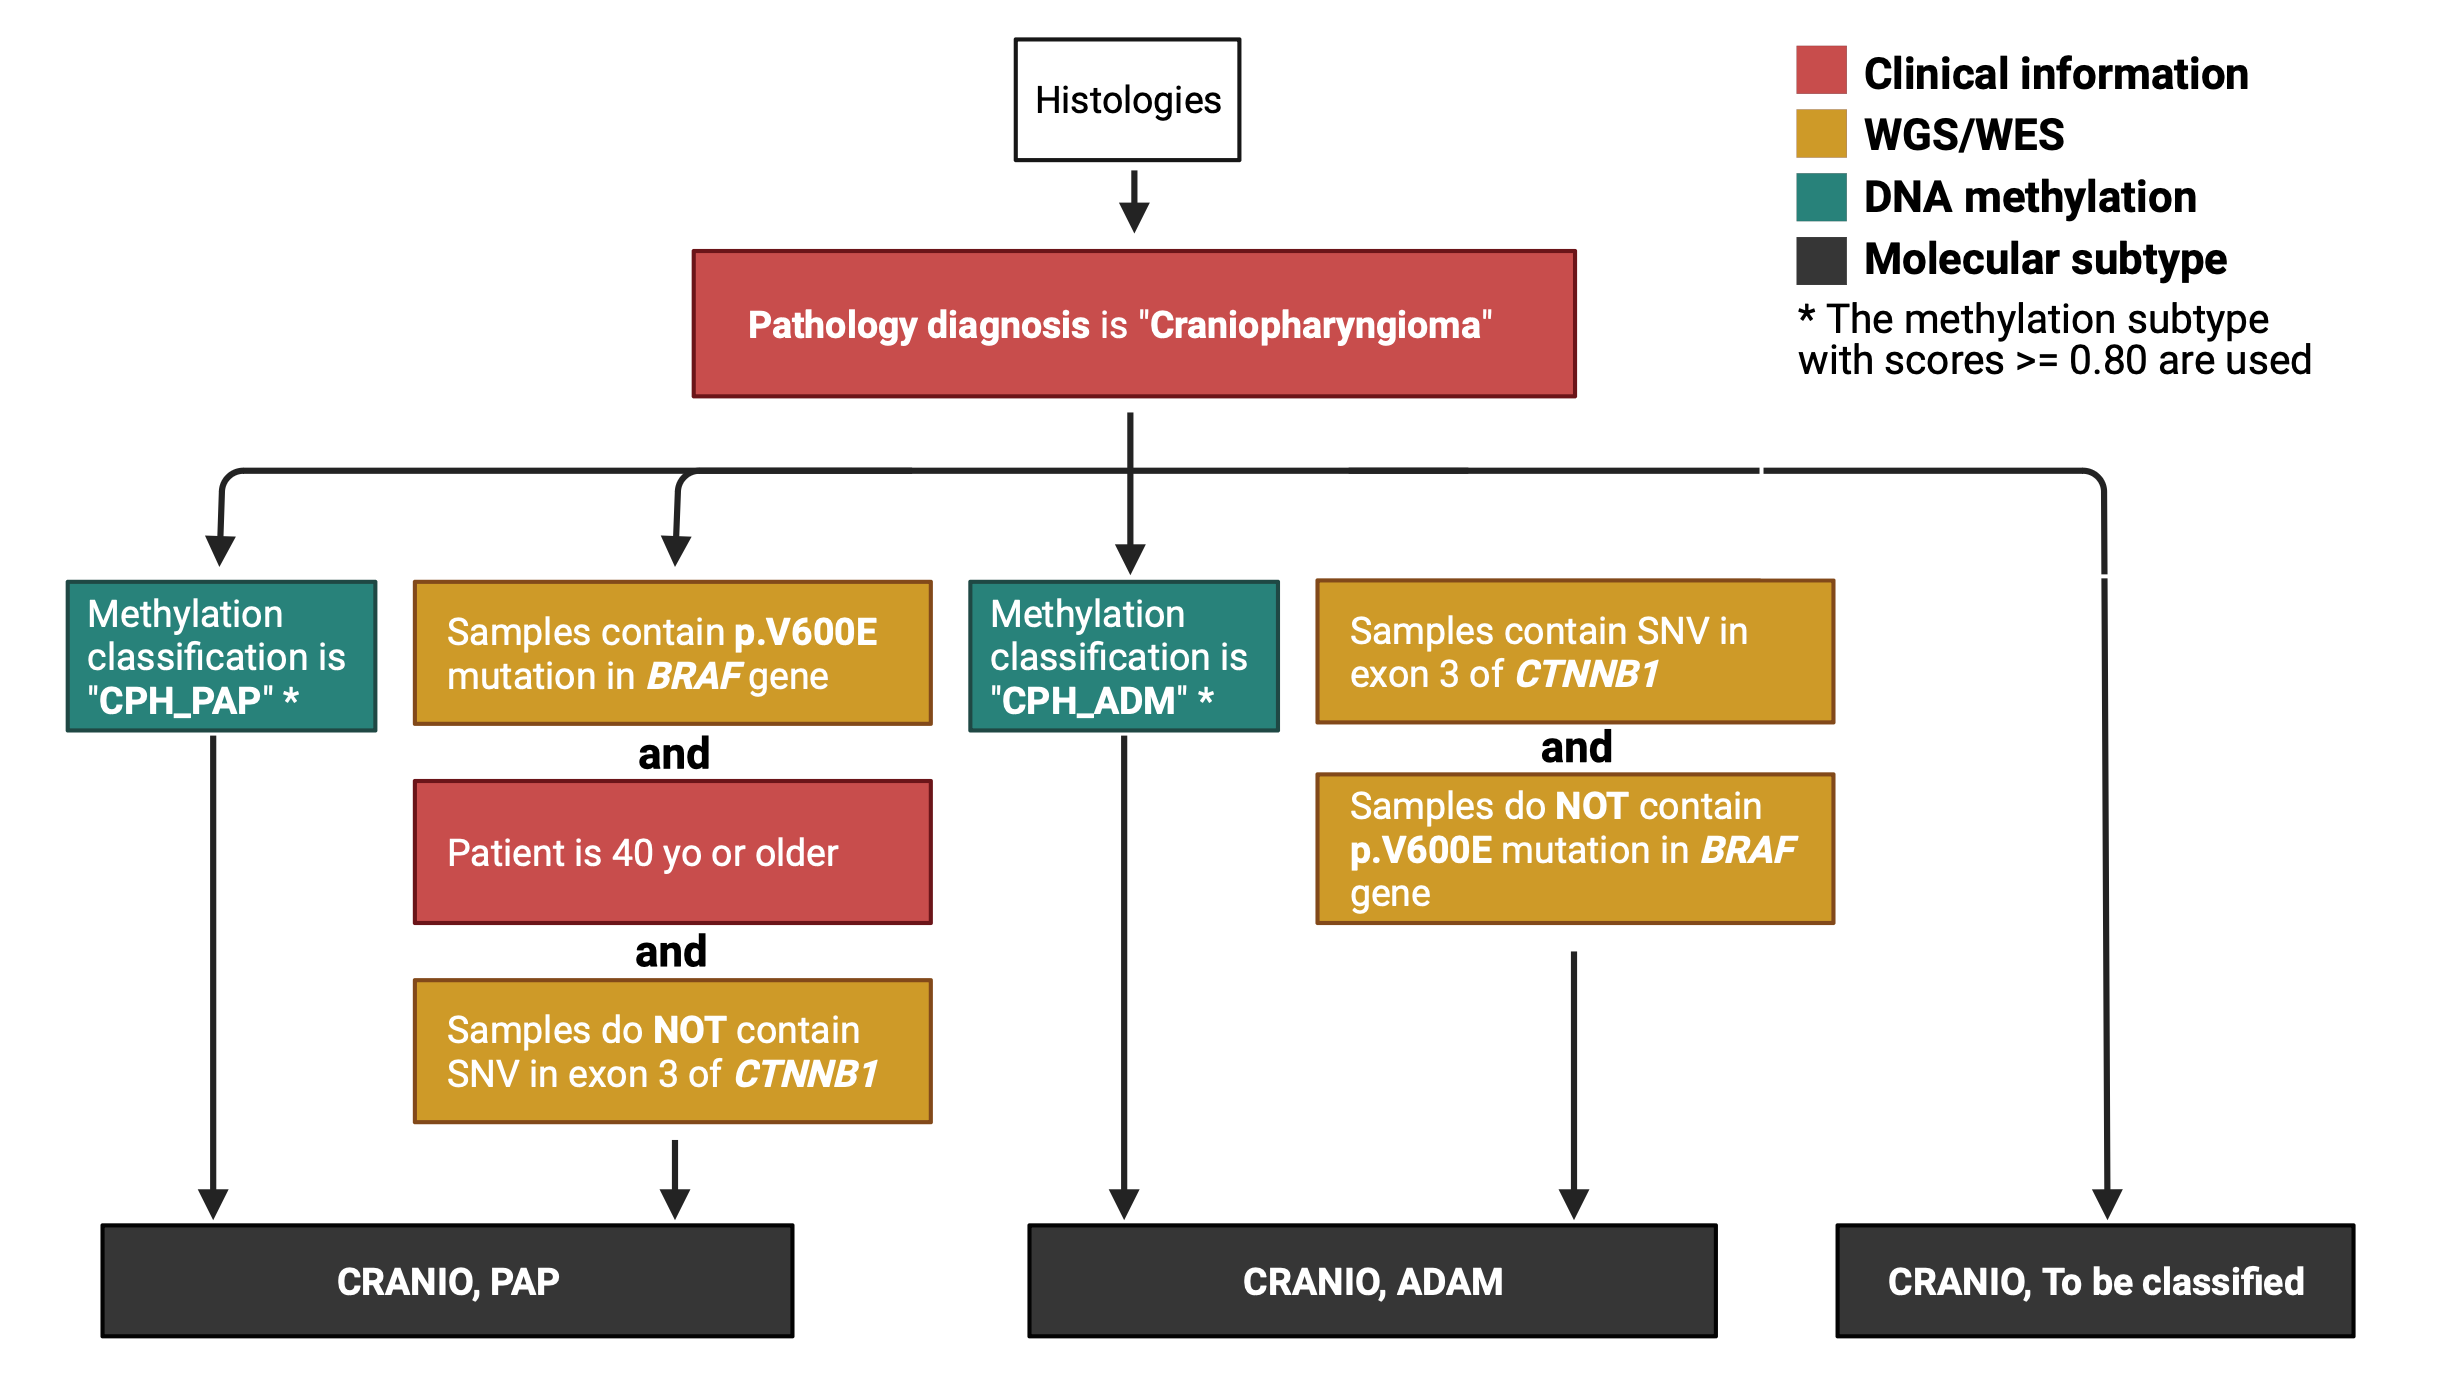 Histologies
Clinical information
WGS/WES
DNA methylation
Molecular subtype
* The methylation subtype
with scores >= 0.80 are used
Pathology diagnosis is "Craniopharyngioma"
Methylation
classification is
"CPH_PAP" *
Samples contain p.V600E
mutation in BRAF gene
and
Patient is 40 yo or older
and
Samples do NOT contain
SNV in exon 3 of CTNNB1
Methylation
classification is
"CPH_ADM" *
Samples contain SNV in
exon 3 of CTNNB1
and
Samples do NOT contain
p.V600E mutation in BRAF
gene
CRANIO, PAP
CRANIO, ADAM
CRANIO, To be classified